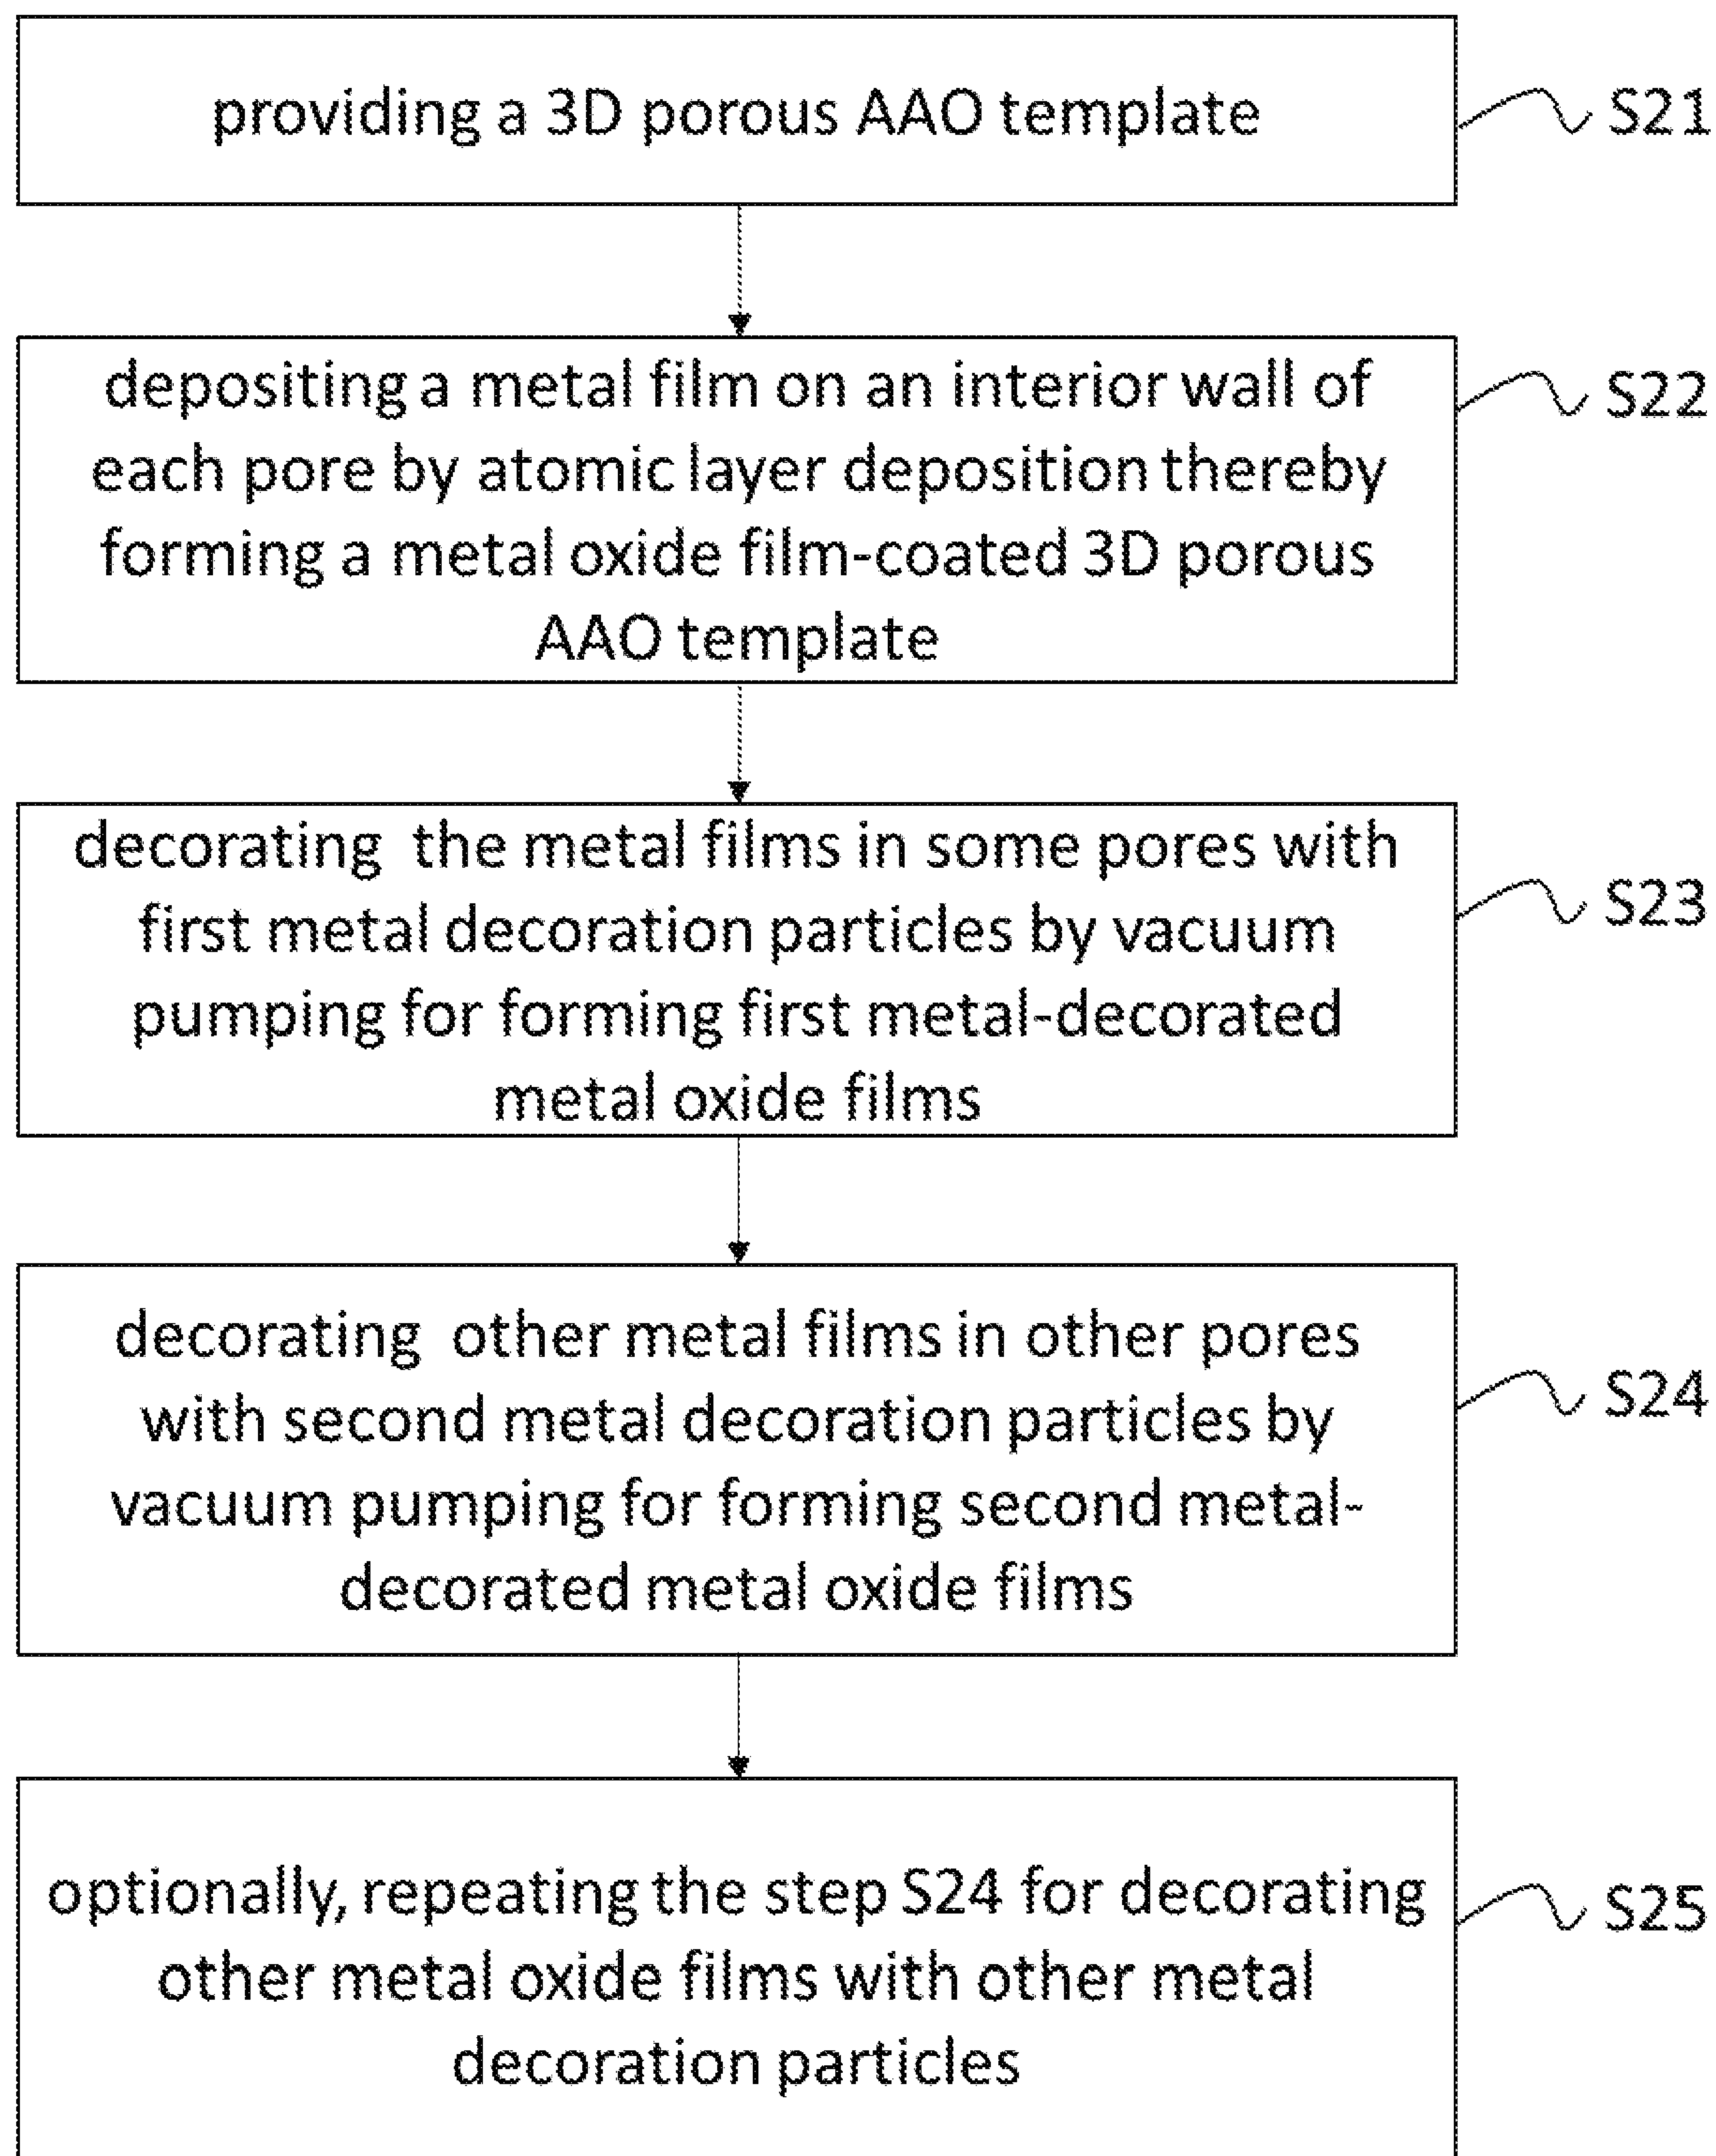 providing a 3D porous AAO template
S21
depositing a metal film on an interior wall of
each pore by atomic layer deposition thereby
forming a metal oxide film-coated 3D porous
AAO template
S22
decorating the metal films in some pores with
first metal decoration particles by vacuum
pumping for forming first metal-decorated
metal oxide films
S23
decorating other metal films in other pores
with second metal decoration particles by
vacuum pumping for forming second metal-
decorated metal oxide films
S24
optionally, repeating the step S24 for decorating
other metal oxide films with other metal
decoration particles
S25